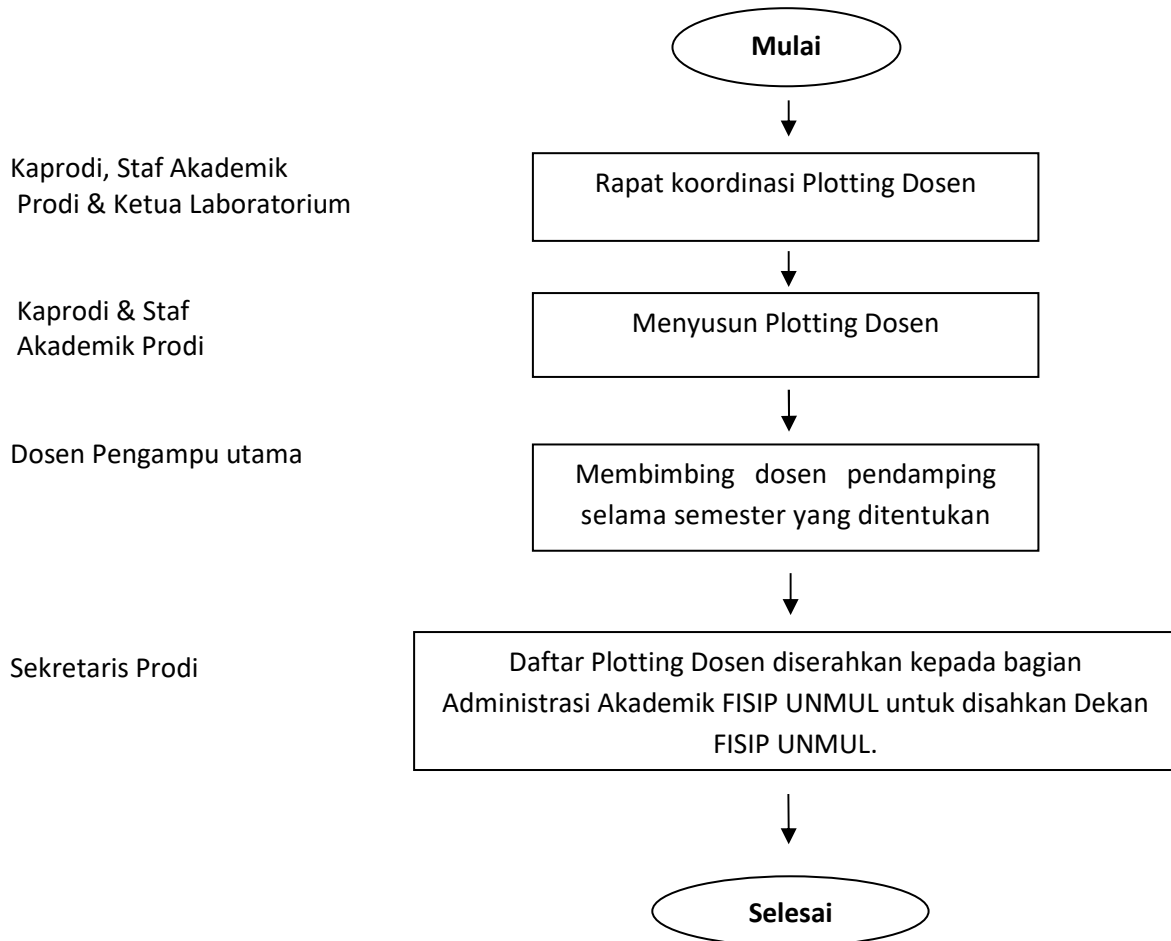 Mulai
Kaprodi, Staf Akademik
Prodi & Ketua Laboratorium
Rapat koordinasi Plotting Dosen
Kaprodi & Staf
Akademik Prodi
Menyusun Plotting Dosen
Dosen Pengampu utama
Membimbing dosen pendamping
selama semester yang ditentukan
Sekretaris Prodi
Daftar Plotting Dosen diserahkan kepada bagian
Administrasi Akademik FISIP UNMUL untuk disahkan Dekan
FISIP UNMUL.
Selesai